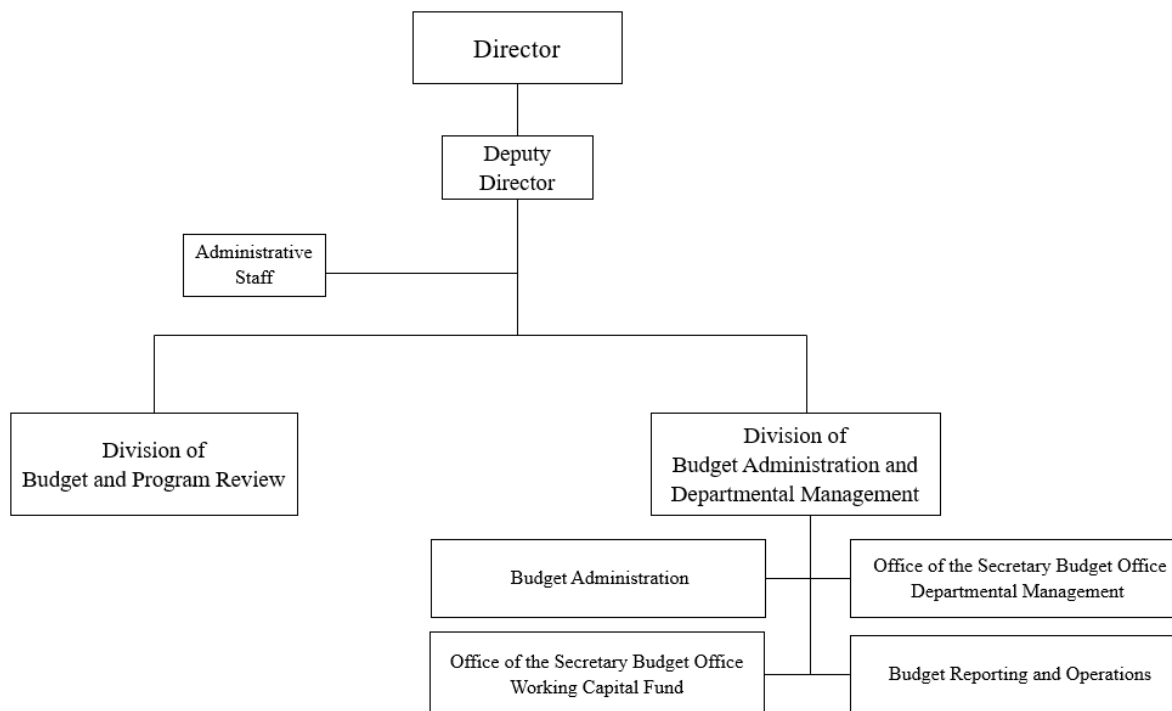 Director
Deputy
Director
Administrative
Staff
Division of
Budget and Program Review
Division of
Budget Administration and
Departmental Management
Budget Administration
Office of the Secretary Budget Office
Departmental Management
Office of the Secretary Budget Office
Working Capital Fund
Budget Reporting and Operations